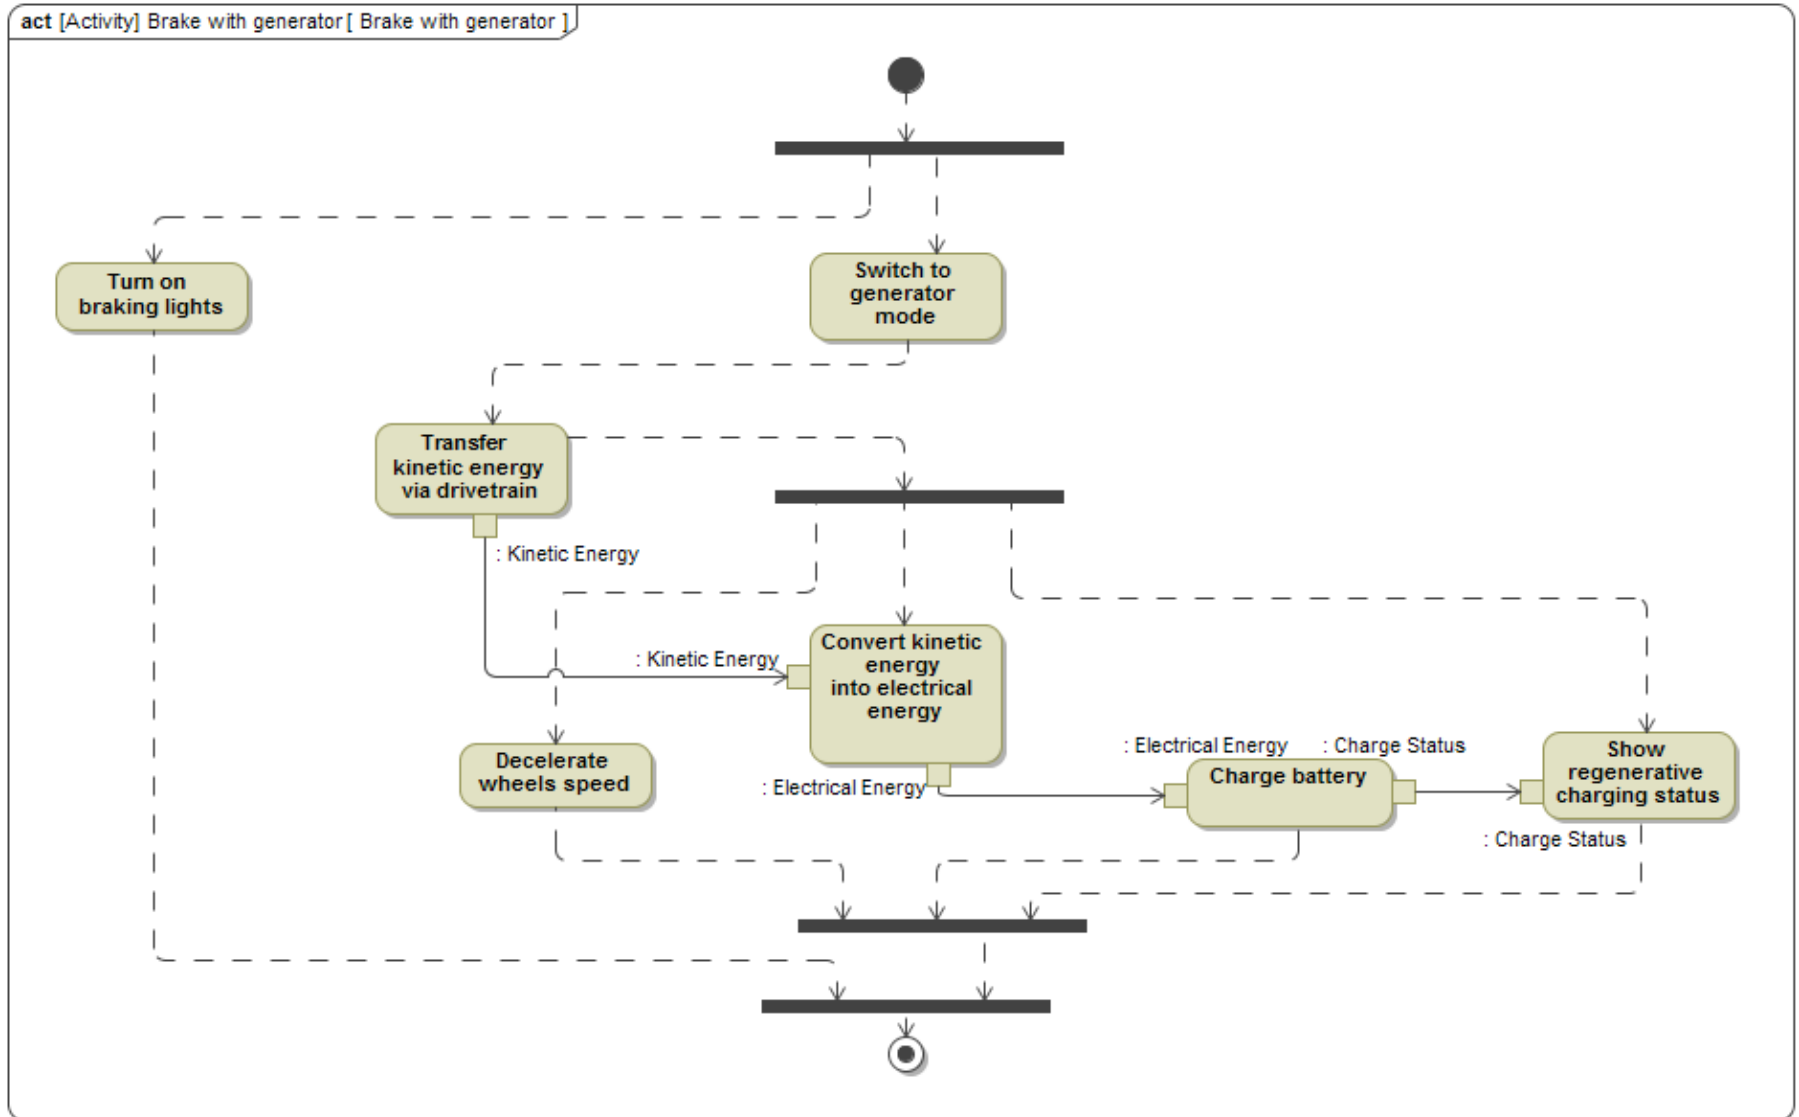 act [Activity] Brake with generator [ Brake with generator ]
Turn on
braking lights
Switch to
generator
mode
Transfer
kinetic energy
via drivetrain
: Kinetic Energy
: Kinetic Energy
Convert kinetic
energy
into electrical
energy
Decelerate
wheels speed
: Electrical Energy
: Electrical Energy
: Charge Status
Charge battery
Show
regenerative
charging status
: Charge Status